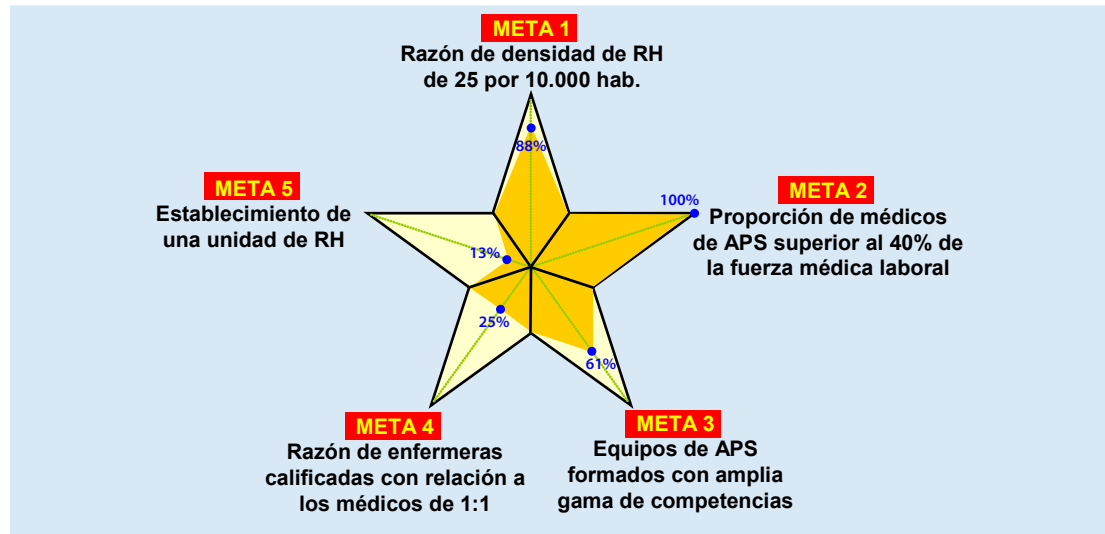 META 1
Razón de densidad de RH
de 25 por 10.000 hab.
88%
META 2
100%
Proporción de médicos
de APS superior al 40% de
la fuerza médica laboral
META 5
Establecimiento de
una unidad de RH
13%
25%
61%
META 4
Razón de enfermeras
calificadas con relación a
los médicos de 1:1
META 3
Equipos de APS
formados con amplia
gama de competencias